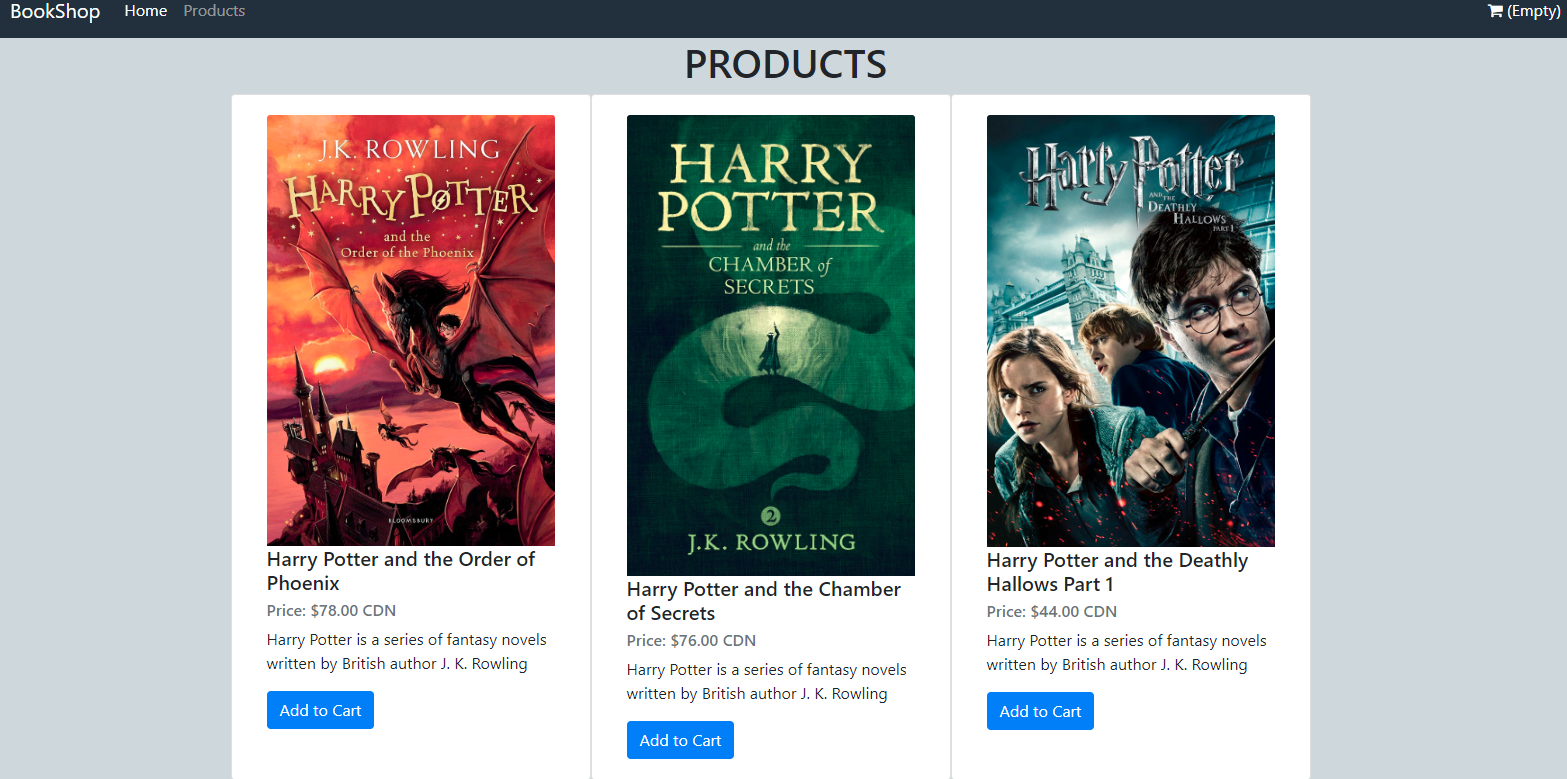 BookShop Home Products (Empty)
PRODUCTS
J.K. ROWLING
HARRY POTTER
and the
Order of the Phoenix
BLOOMSBURY
Harry Potter and the Order of
Phoenix
Price: $78.00 CDN
Harry Potter is a series of fantasy novels
written by British author J. K. Rowling
Add to Cart
HARRY
POTTER
and the
CHAMBER of
SECRETS
2
J.K. ROWLING
Harry Potter and the Chamber
of Secrets
Price: $76.00 CDN
Harry Potter is a series of fantasy novels
written by British author J. K. Rowling
Add to Cart
Harry Potter
AND THE
DEATHLY
HALLOWS
PART 1
Harry Potter and the Deathly
Hallows Part 1
Price: $44.00 CDN
Harry Potter is a series of fantasy novels
written by British author J. K. Rowling
Add to Cart